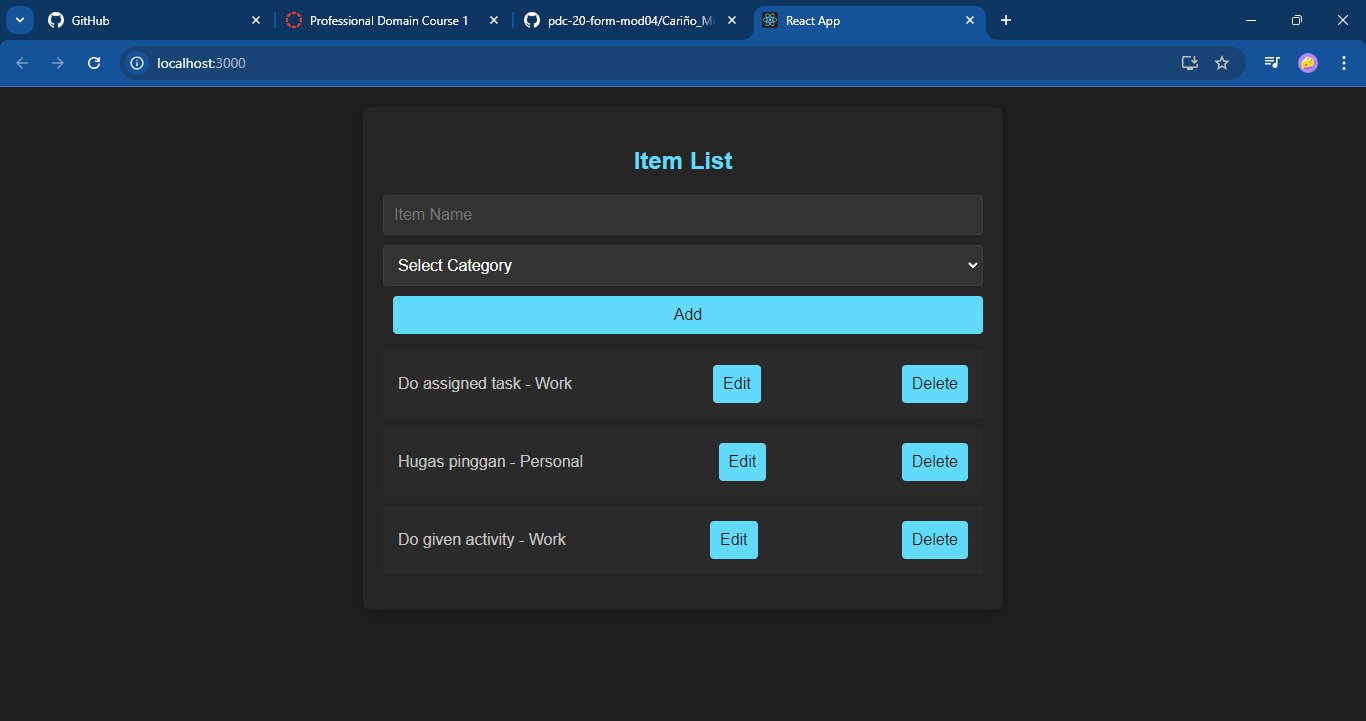 GitHub
Professional Domain Course 1
pdc-20-form-mod04/Cariño_M
React App
localhost:3000
Item List
Item Name
Select Category
Add
Do assigned task - Work Edit Delete
Hugas pinggan - Personal Edit Delete
Do given activity - Work Edit Delete